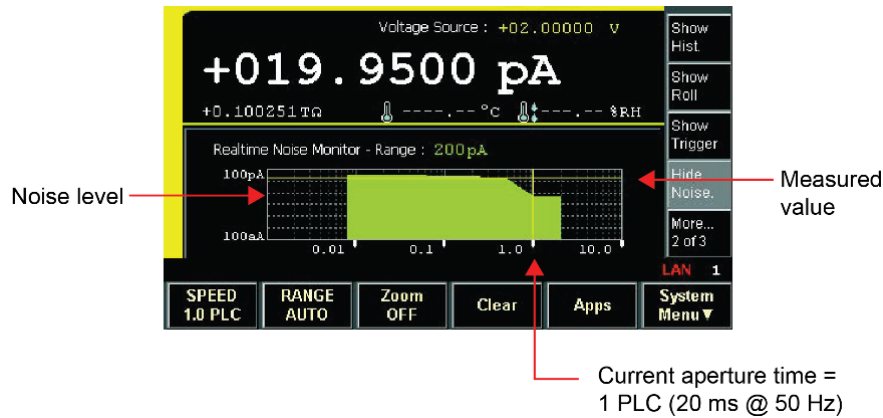 Voltage Source : +02.00000 V
+019.9500 pA
+0.100251TΩ ----.--°C ---.-- %RH
Realtime Noise Monitor - Range : 200pA
100pA
100aA
0.01 0.1 1.0 10.0
Show
Hist.
Show
Roll
Show
Trigger
Hide
Noise.
More...
2 of 3
LAN 1
SPEED
1.0 PLC
RANGE
AUTO
Zoom
OFF
Clear
Apps
System
Menu▼
Noise level
Measured
value
Current aperture time =
1 PLC (20 ms @ 50 Hz)